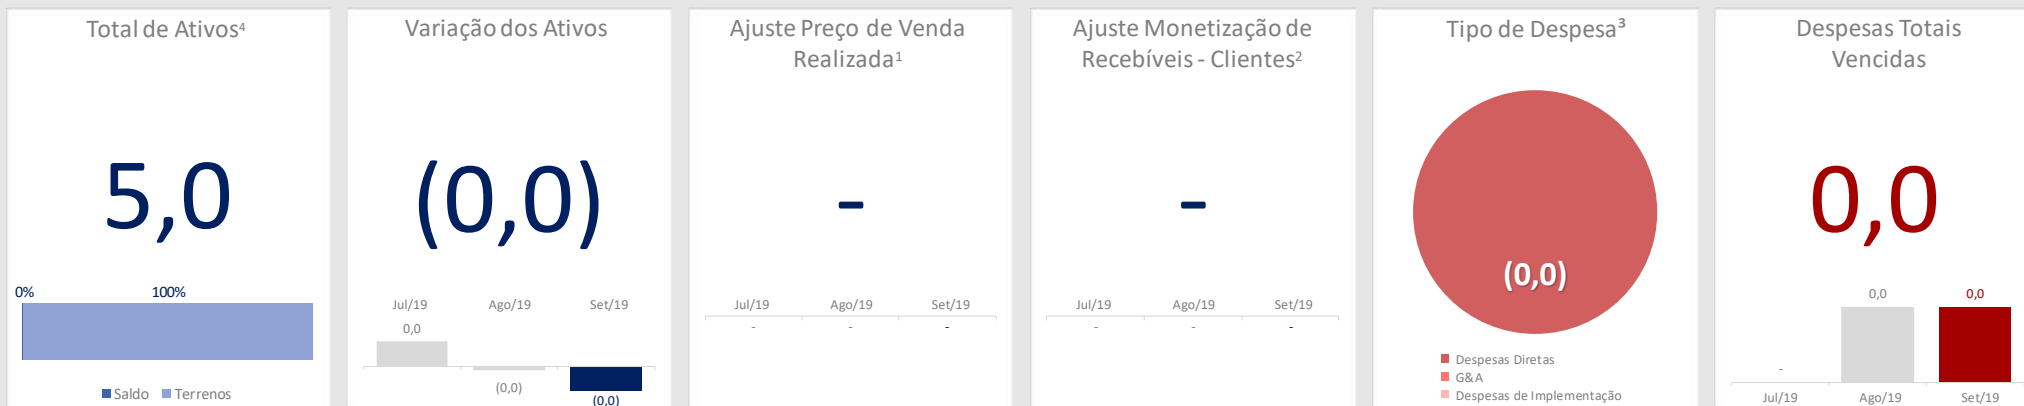 Total de Ativos⁴
5,0
0%
100%
Saldo
Terrenos
Variação dos Ativos
(0,0)
Jul/19
Ago/19
Set/19
0,0
(0,0)
(0,0)
Ajuste Preço de Venda
Realizada¹
-
Jul/19
Ago/19
Set/19
-
-
-
Ajuste Monetização de
Recebíveis - Clientes²
-
Jul/19
Ago/19
Set/19
-
-
-
Tipo de Despesa³
(0,0)
Despesas Diretas
G&A
Despesas de Implementação
Despesas Totais
Vencidas
0,0
-
0,0
0,0
Jul/19
Ago/19
Set/19